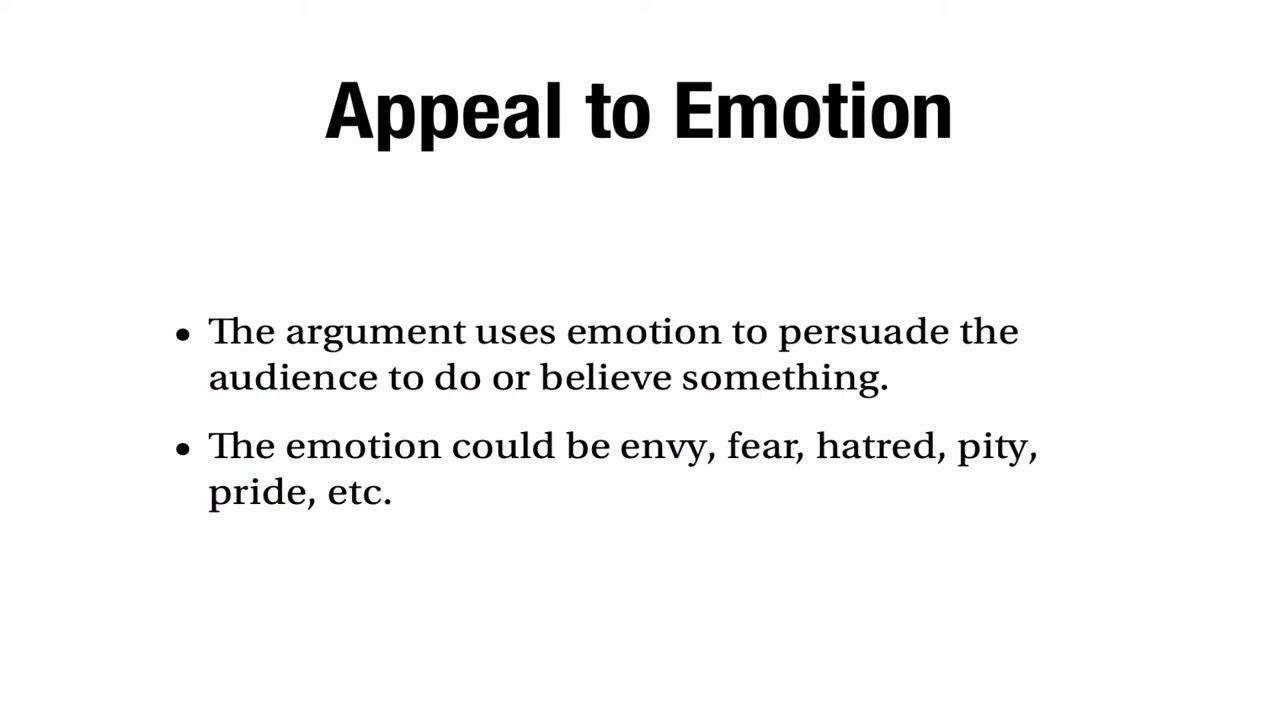 Appeal to Emotion
• The argument uses emotion to persuade the
audience to do or believe something.
• The emotion could be envy, fear, hatred, pity,
pride, etc.